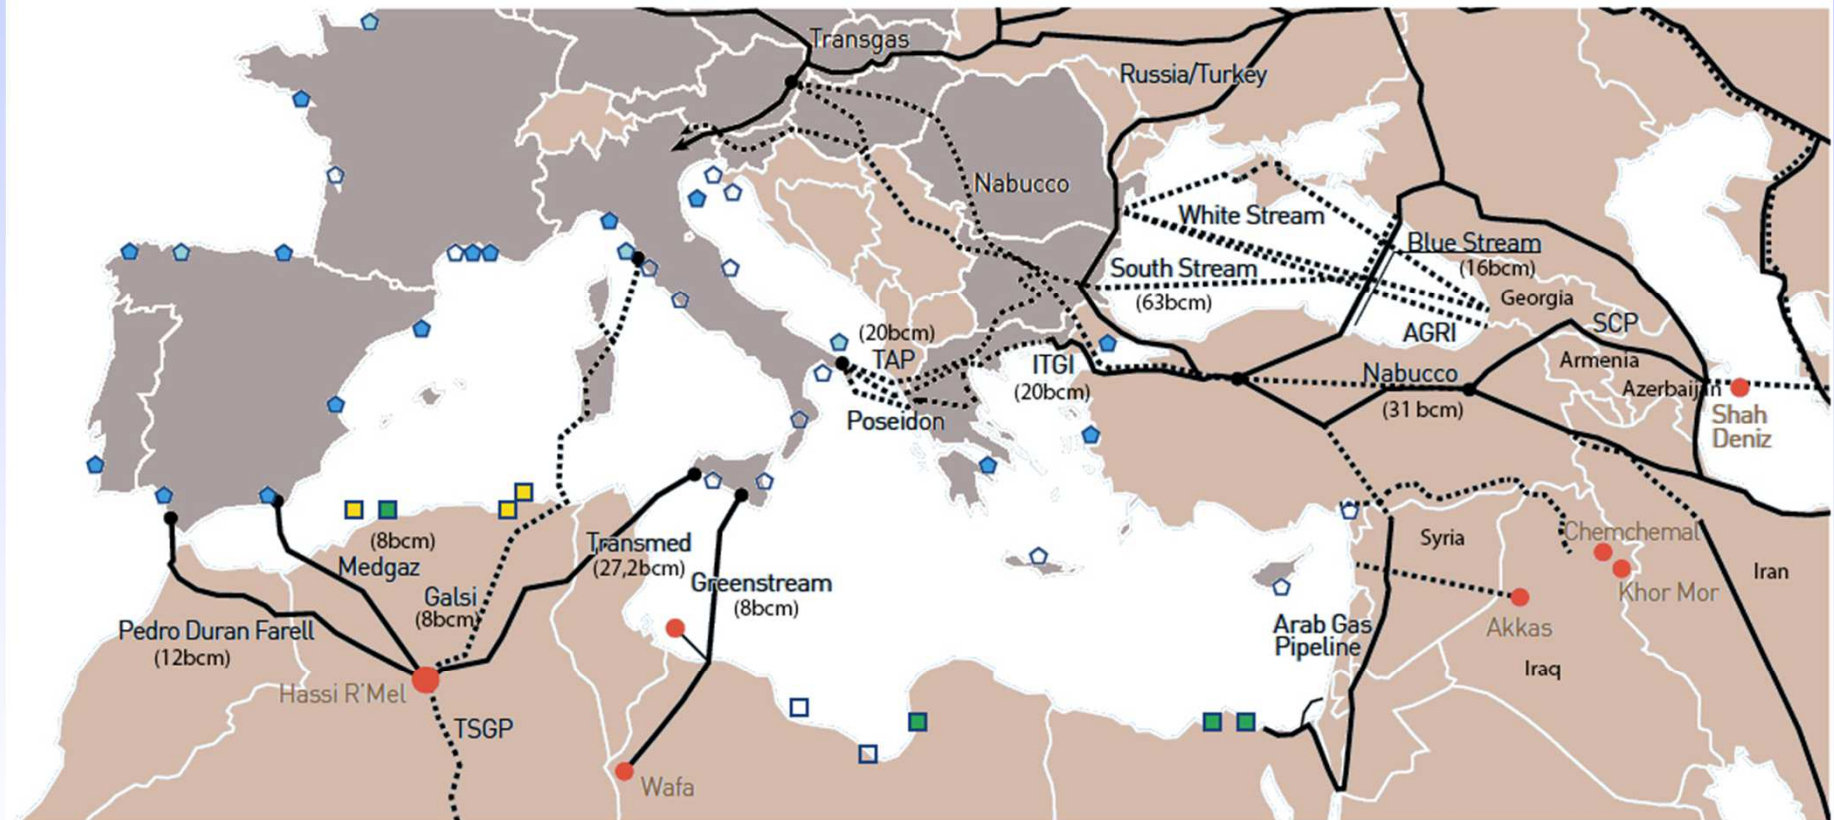 Transgas
Russia/Turkey
Nabucco
White Stream
Blue Stream
(16bcm)
South Stream
(63bcm)
Georgia
AGRI
SCP
(20bcm)
TAP
ITGI
(20bcm)
Armenia
Nabucco
(31 bcm)
Azerbaijan
Shah
Deniz
Poseidon
(8bcm)
Medgaz
Transmed
(27,2bcm)
Greenstream
(8bcm)
Galsi
(8bcm)
Syria
Chemchemal
Khor Mor
Iran
Pedro Duran Farell
(12bcm)
Arab Gas
Pipeline
Akkas
Iraq
Hassi R'Mel
TSGP
Wafa